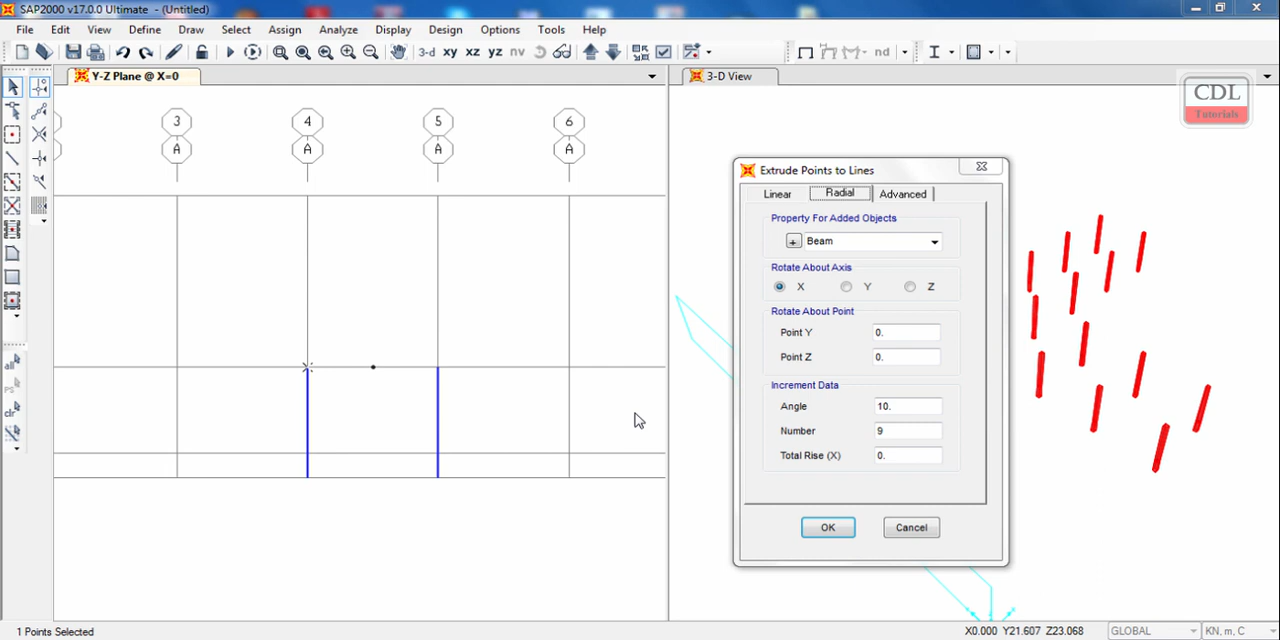 SAP2000 v17.0.0 Ultimate - (Untitled)
File Edit View Define Draw Select Assign Analyze Display Design Options Tools Help
3-d xy xz yz nv nd
Y-Z Plane @ X=0
3-D View
CDL
Tutorials
3 4 5 6
A A A A
Extrude Points to Lines
Linear Radial Advanced
Property For Added Objects
+ Beam
Rotate About Axis
X Y Z
Rotate About Point
Point Y 0.
Point Z 0.
Increment Data
Angle 10.
Number 9
Total Rise (X) 0.
OK Cancel
all
PS
clr
1 Points Selected
X0.000 Y21.607 Z23.068
GLOBAL
KN, m, C